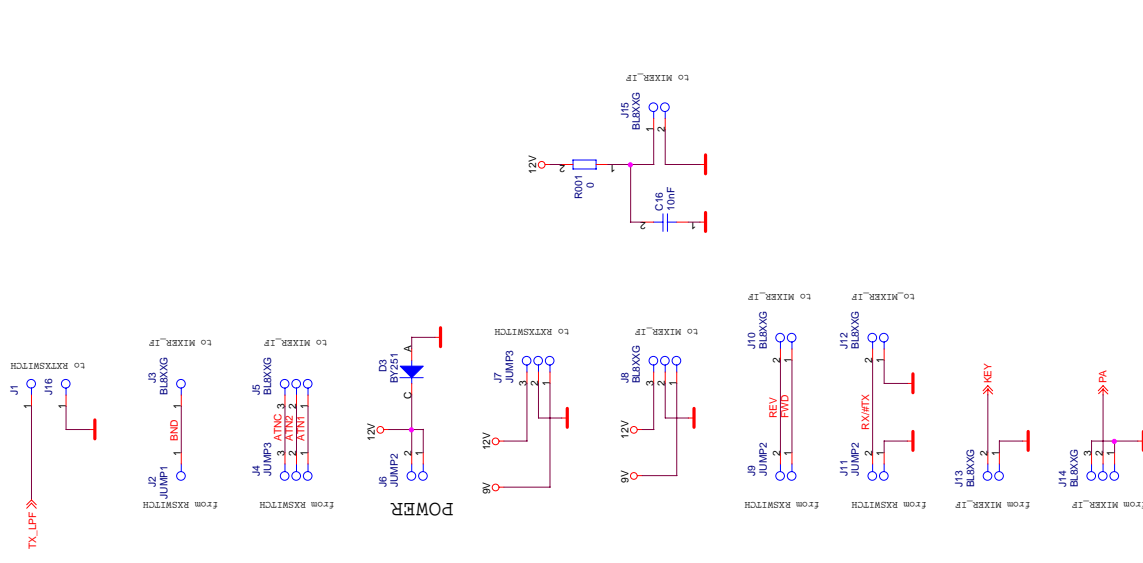 to MIXER_IF
J15
BL8XXG
1
2
12V
2
1
R001
0
C16
10nF
2
1
to RXTXSWITCH
J1
J16
1
1
TX_LPF
to MIXER_IF
J3
BL8XXG
1
BND
1
J2
JUMP1
from RXSWITCH
to MIXER_IF
J5
BL8XXG
3
2
1
ATNC
ATN2
ATN1
3
2
1
J4
JUMP3
from RXSWITCH
D3
BY251
A
C
12V
2
1
J6
JUMP2
POWER
to RXTXSWITCH
J7
JUMP3
3
2
1
12V
9V
to MIXER_IF
J8
BL8XXG
3
2
1
12V
9V
to MIXER_IF
J10
BL8XXG
2
1
REV
FWD
2
1
J9
JUMP2
from RXSWITCH
to_MIXER_IF
J12
BL8XXG
2
1
RX/#TX
2
1
J11
JUMP2
from RXSWITCH
KEY
2
1
J13
BL8XXG
from MIXER_IF
PA
3
2
1
J14
BL8XXG
from MIXER_IF